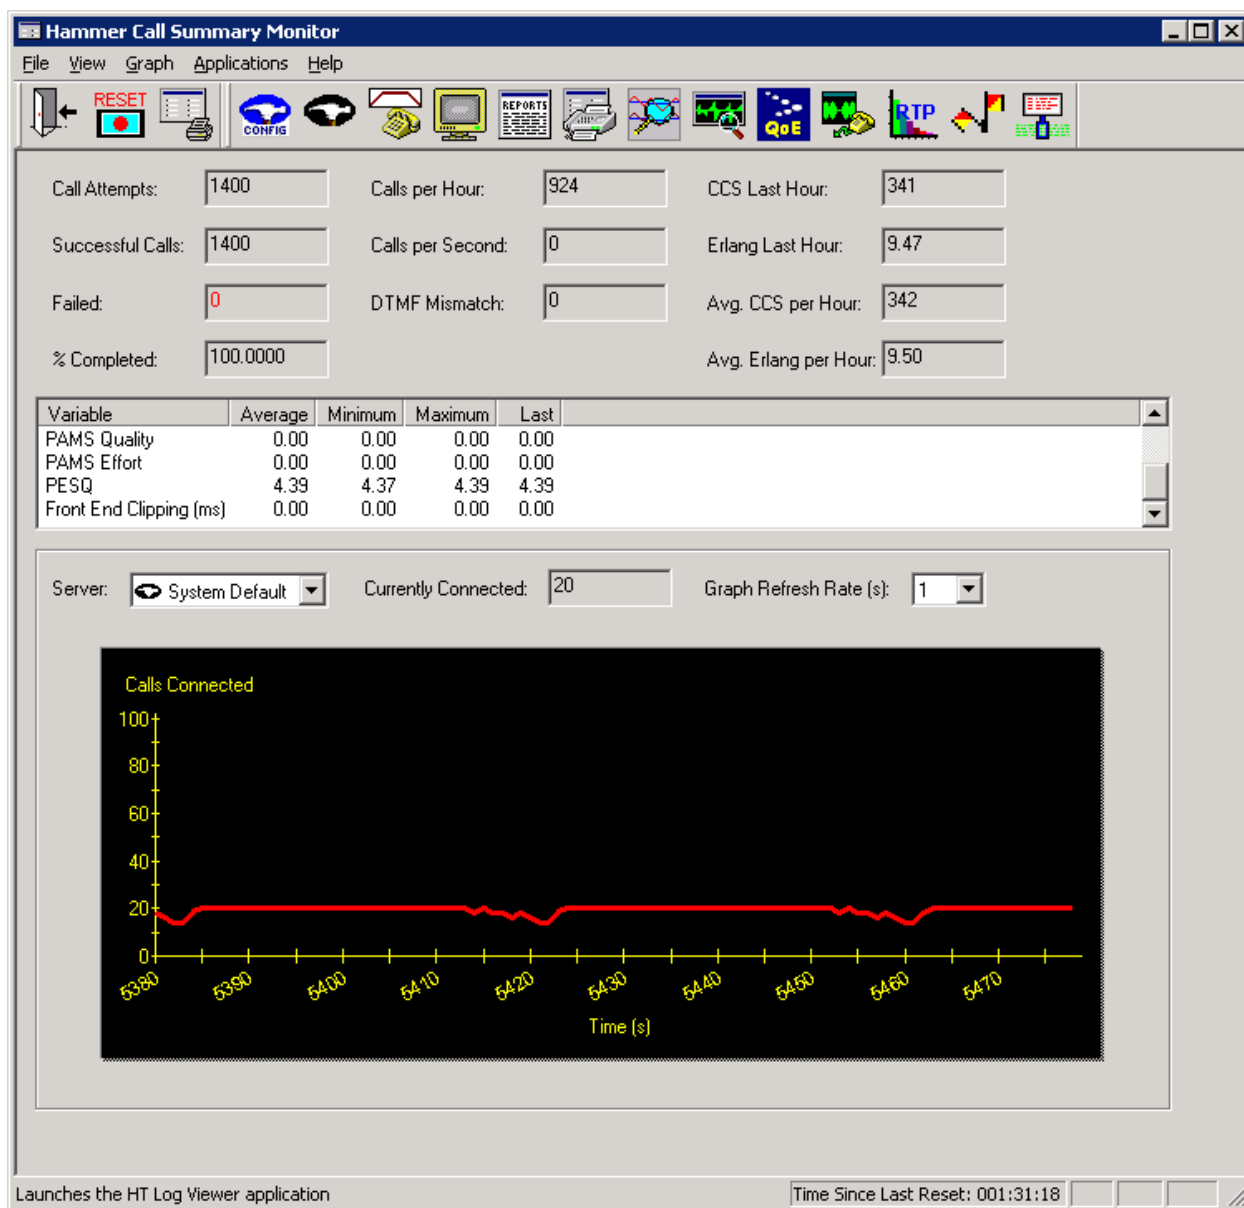 Hammer Call Summary Monitor
File View Graph Applications Help
RESET CONFIG REPORTS QoE RTP
Call Attempts: 1400 Calls per Hour: 924 CCS Last Hour: 341
Successful Calls: 1400 Calls per Second: 0 Erlang Last Hour: 9.47
Failed: 0 DTMF Mismatch: 0 Avg. CCS per Hour: 342
% Completed: 100.0000 Avg. Erlang per Hour: 9.50
Variable Average Minimum Maximum Last
PAMS Quality 0.00 0.00 0.00 0.00
PAMS Effort 0.00 0.00 0.00 0.00
PESQ 4.39 4.37 4.39 4.39
Front End Clipping (ms) 0.00 0.00 0.00 0.00
Server: System Default Currently Connected: 20 Graph Refresh Rate (s): 1
Calls Connected
100
80
60
40
20
0
5380 5390 5400 5410 5420 5430 5440 5450 5460 5470
Time (s)
Launches the HT Log Viewer application Time Since Last Reset: 001:31:18